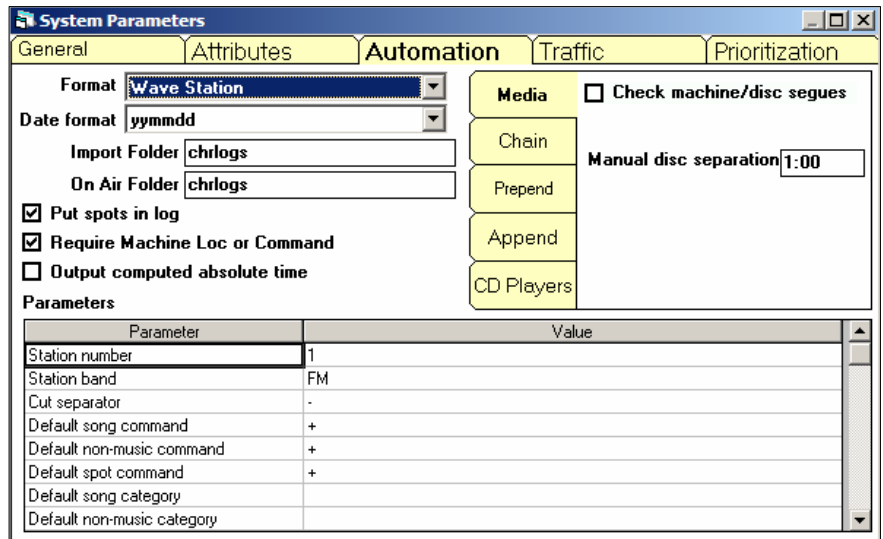 System Parameters
General Attributes Automation Traffic Prioritization
Format Wave Station
Date format yymmdd
Import Folder chrlogs
On Air Folder chrlogs
Put spots in log
Require Machine Loc or Command
Output computed absolute time
Media
Chain
Prepend
Append
CD Players
Check machine/disc segues
Manual disc separation 1:00
Parameters
Parameter Value
Station number 1
Station band FM
Cut separator -
Default song command +
Default non-music command +
Default spot command +
Default song category
Default non-music category